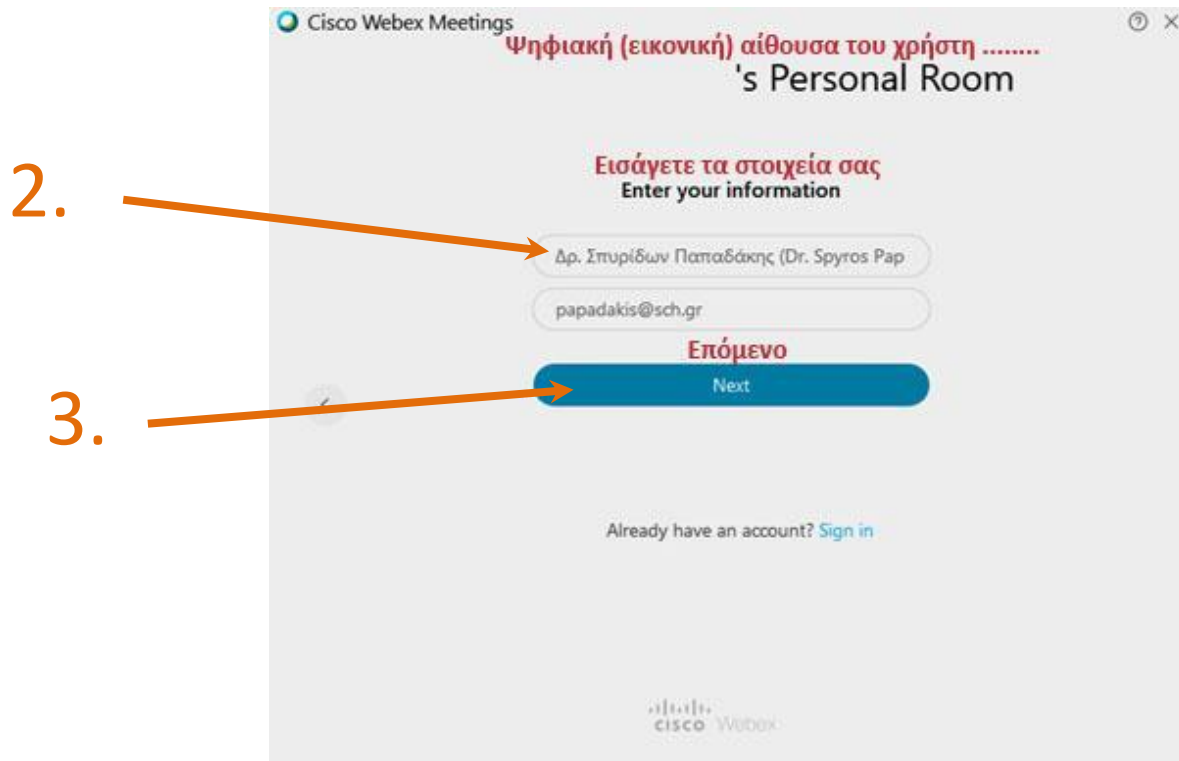 Cisco Webex Meetings
Ψηφιακή (εικονική) αίθουσα του χρήστη ........
's Personal Room
Εισάγετε τα στοιχεία σας
Enter your information
2.
Δρ. Σπυρίδων Παπαδάκης (Dr. Spyros Pap
papadakis@sch.gr
Επόμενο
Next
3.
Already have an account? Sign in
cisco Webex